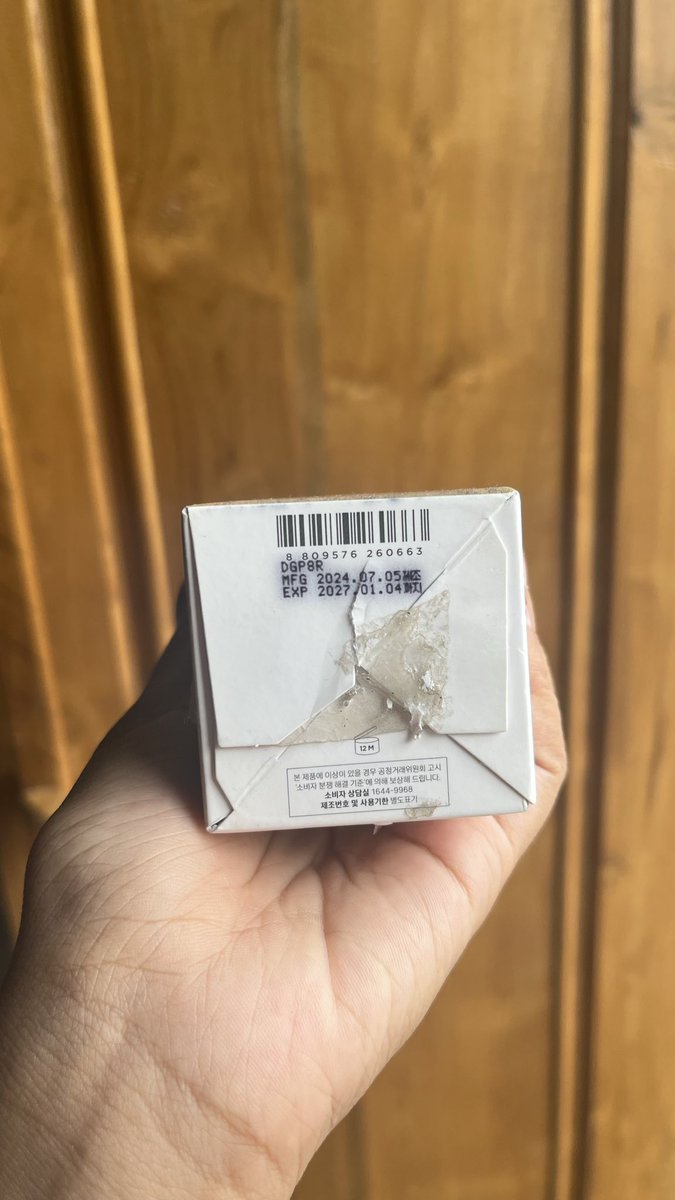 8 809576 260663
DGP8R
MFG 2024.07.05제조
EXP 2027.01.04까지
12 M
본 제품에 이상이 있을 경우 공정거래위원회 고시
'소비자 분쟁 해결 기준'에 의해 보상해 드립니다.
소비자 상담실 1644-9968
제조번호 및 사용기한 별도표기